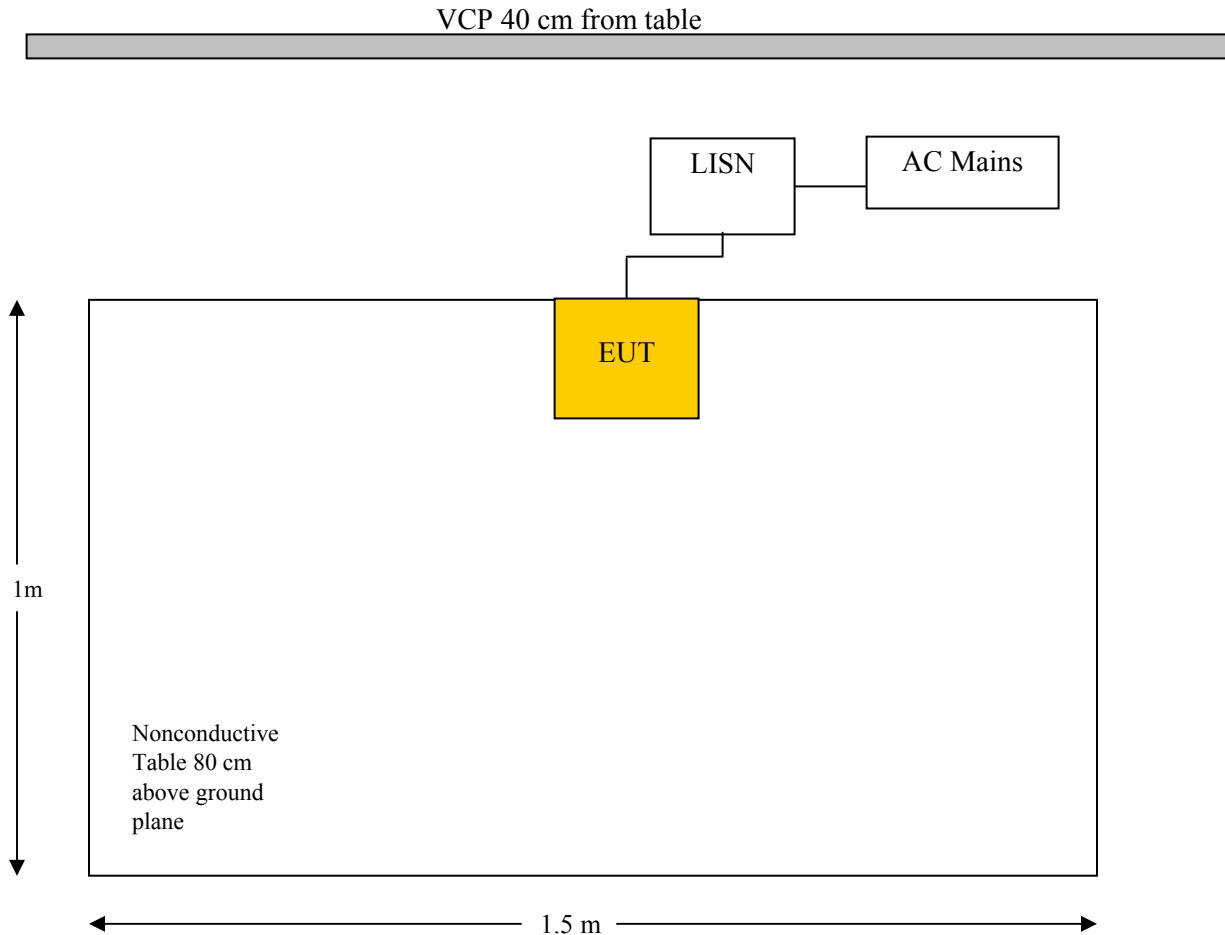 VCP 40 cm from table
LISN
AC Mains
EUT
1m
Nonconductive
Table 80 cm
above ground
plane
1.5 m